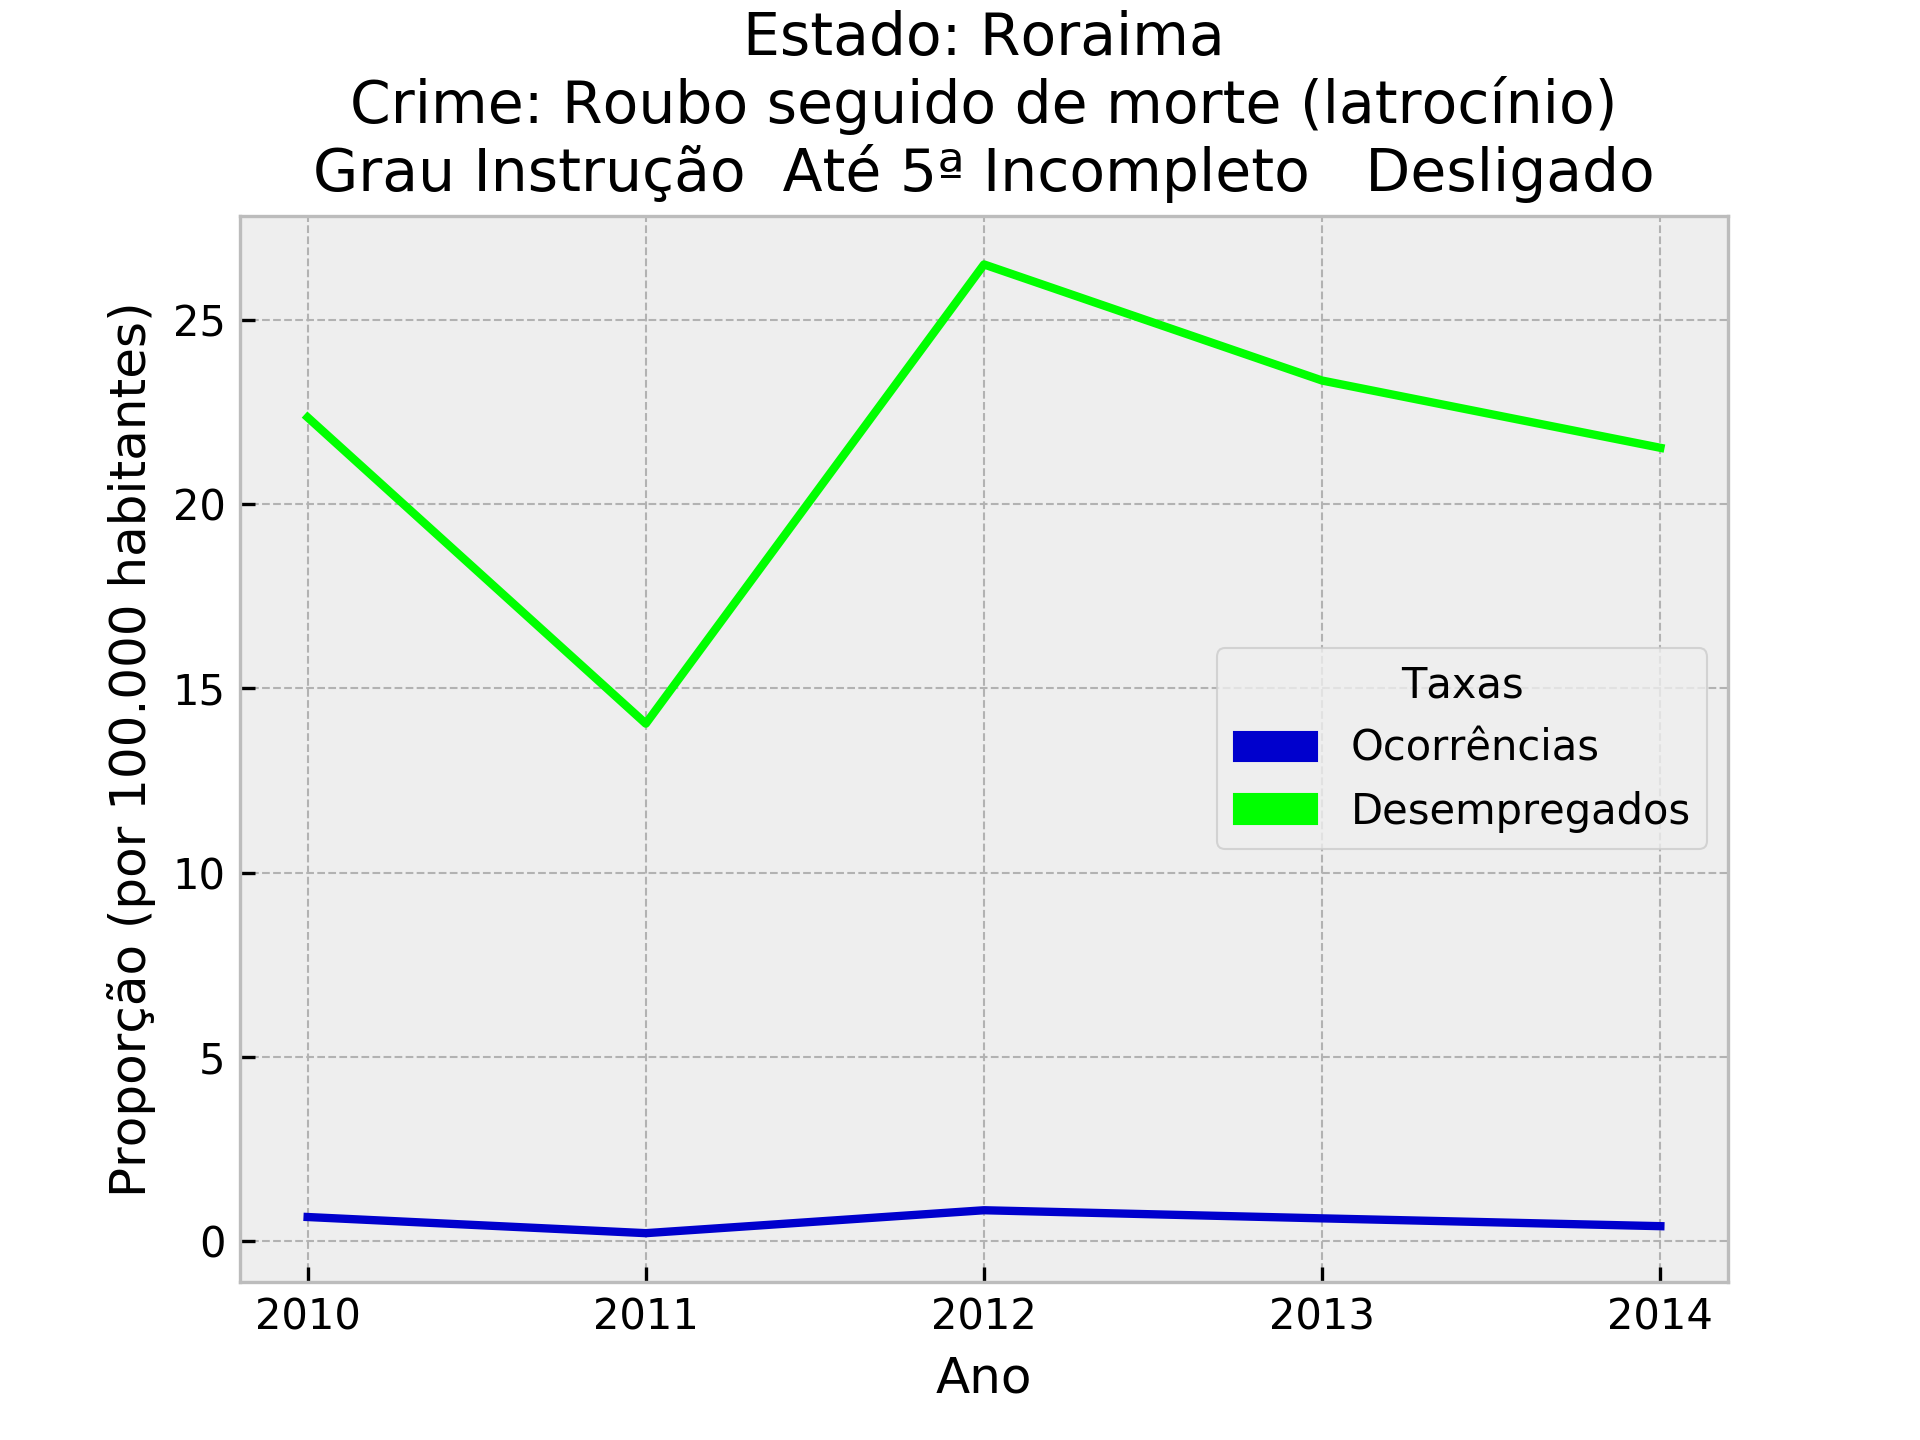 Estado: Roraima
Crime: Roubo seguido de morte (latrocínio)
Grau Instrução  Até 5ª Incompleto   Desligado
Proporção (por 100.000 habitantes)
25
20
15
10
5
0
Taxas
Ocorrências
Desempregados
2010 2011 2012 2013 2014
Ano